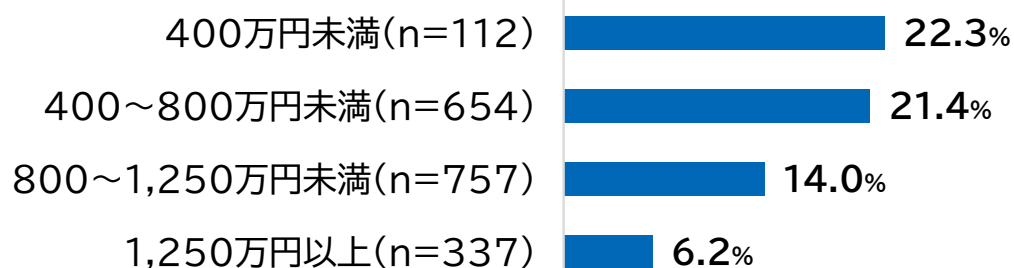 400万円未満(n=112) 22.3%
400～800万円未満(n=654) 21.4%
800～1,250万円未満(n=757) 14.0%
1,250万円以上(n=337) 6.2%